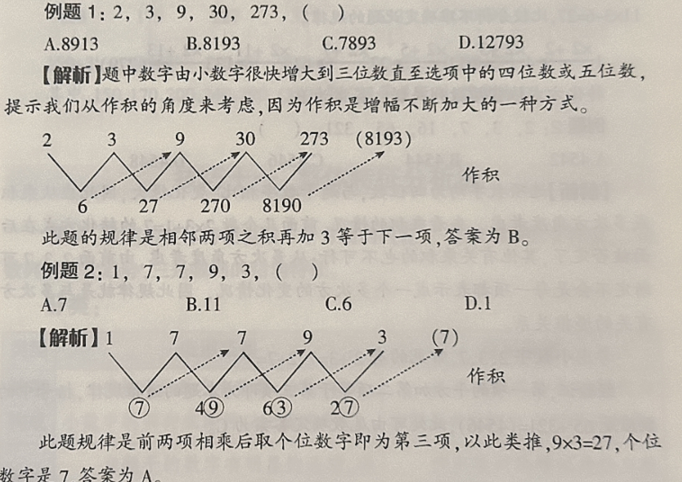 例题1：2，3，9，30，273，（　）
A.8913　B.8193　C.7893　D.12793
【解析】题中数字由小数字很快增大到三位数直至选项中的四位数或五位数，
提示我们从作积的角度来考虑，因为作积是增幅不断加大的一种方式。
2　3　9　30　273　(8193)
作积
6　27　270　8190
此题的规律是相邻两项之积再加3等于下一项，答案为B。
例题2：1，7，7，9，3，（　）
A.7　B.11　C.6　D.1
【解析】1　7　7　9　3　(7)
作积
⑦　4⑨　6③　2⑦
此题规律是前两项相乘后取个位数字即为第三项，以此类推，9×3=27，个位
数字是7，答案为A。